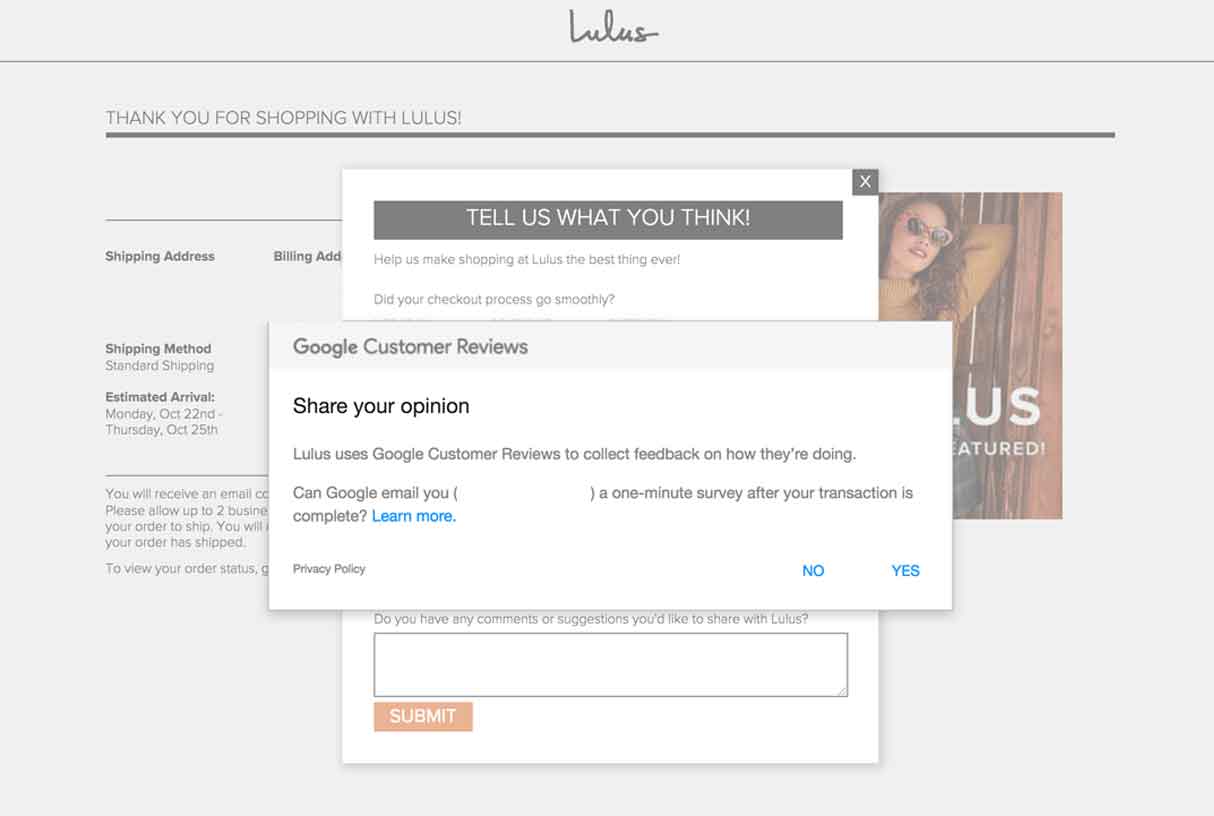 Lulus
THANK YOU FOR SHOPPING WITH LULUS!
X
TELL US WHAT YOU THINK!
Help us make shopping at Lulus the best thing ever!
Did your checkout process go smoothly?
Shipping Address
Billing Add
Shipping Method
Standard Shipping
Estimated Arrival:
Monday, Oct 22nd -
Thursday, Oct 25th
You will receive an email co
Please allow up to 2 busine
your order to ship. You will
your order has shipped.
To view your order status, g
Google Customer Reviews
Share your opinion
Lulus uses Google Customer Reviews to collect feedback on how they're doing.
Can Google email you ( ) a one-minute survey after your transaction is
complete? Learn more.
Privacy Policy
NO
YES
LUS
EATURED!
Do you have any comments or suggestions you'd like to share with Lulus?
SUBMIT